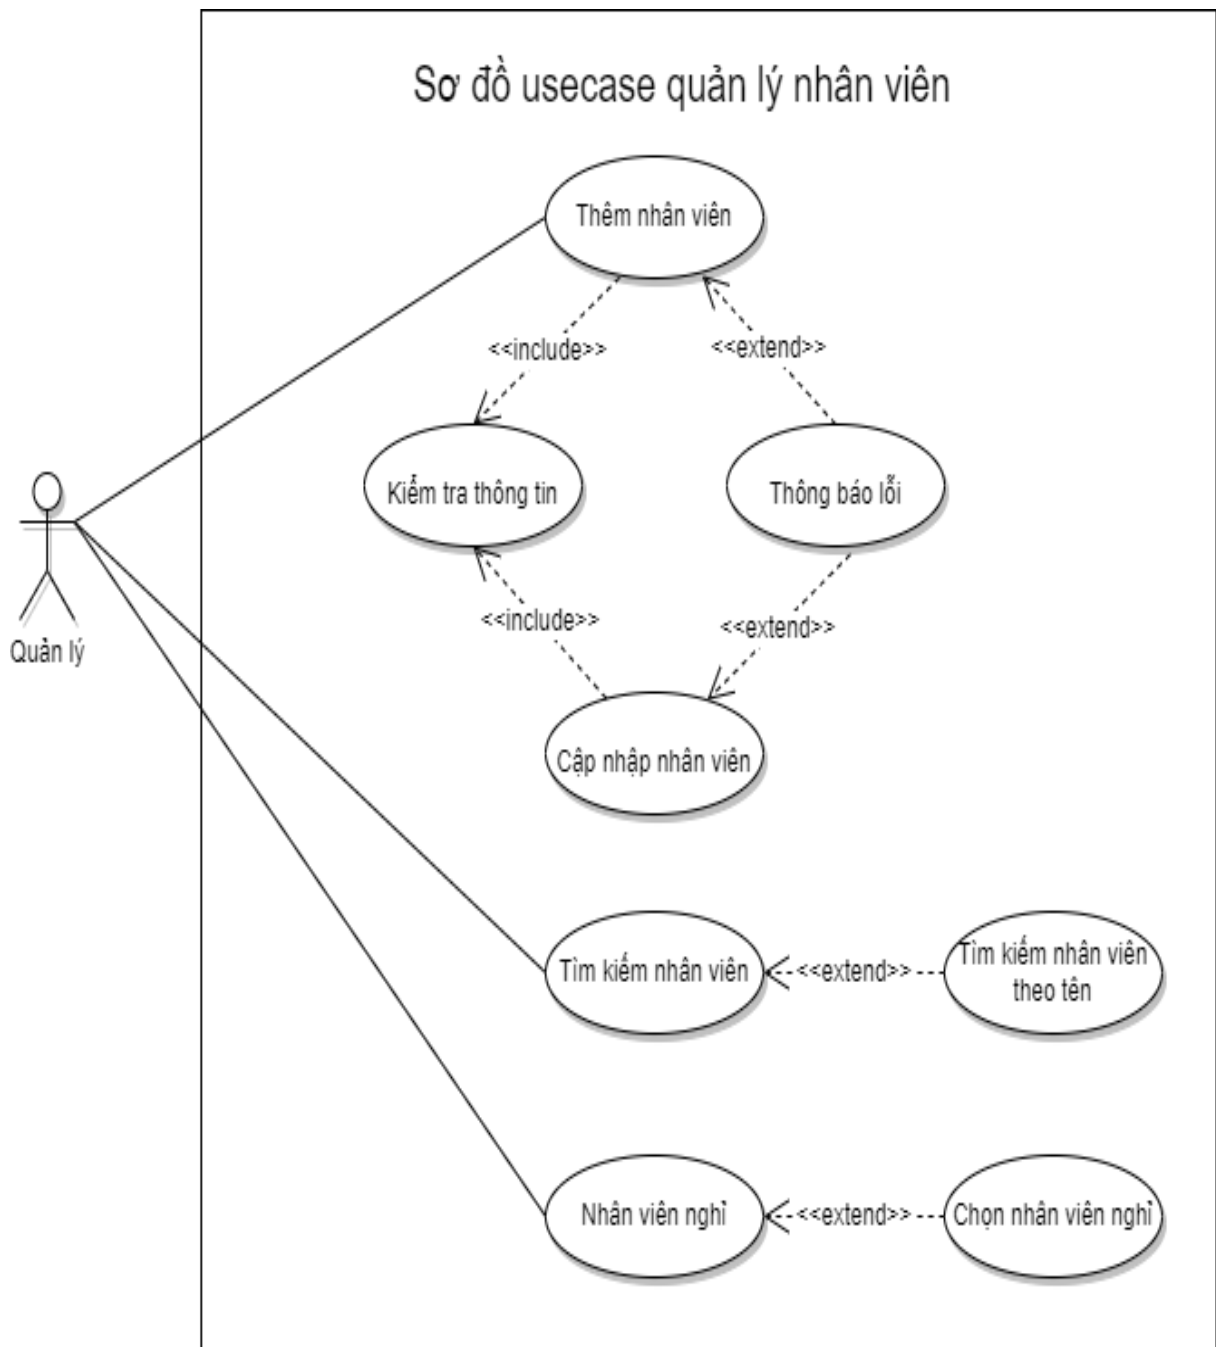 Sơ đồ usecase quản lý nhân viên
Thêm nhân viên
<<include>>
<<extend>>
Kiểm tra thông tin
Thông báo lỗi
<<include>>
<<extend>>
Quản lý
Cập nhập nhân viên
Tìm kiếm nhân viên
<<extend>>
Tìm kiếm nhân viên
theo tên
Nhân viên nghỉ
<<extend>>
Chọn nhân viên nghỉ